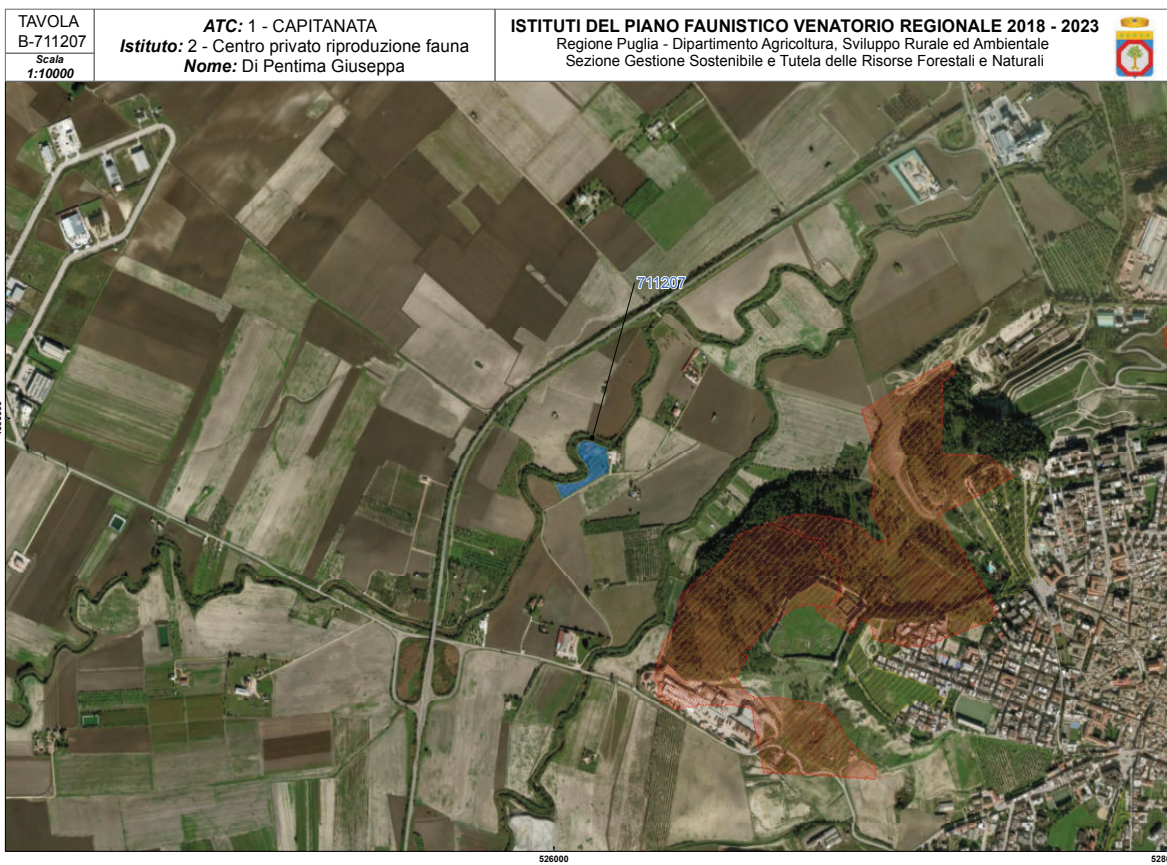 TAVOLA
B-711207
Scala
1:10000
ATC: 1 - CAPITANATA
Istituto: 2 - Centro privato riproduzione fauna
Nome: Di Pentima Giuseppa
ISTITUTI DEL PIANO FAUNISTICO VENATORIO REGIONALE 2018 - 2023
Regione Puglia - Dipartimento Agricoltura, Sviluppo Rurale ed Ambientale
Sezione Gestione Sostenibile e Tutela delle Risorse Forestali e Naturali
711207
526000